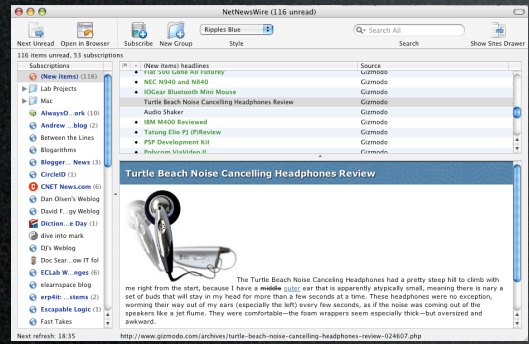 NetNewsWire (116 unread)
Next Unread
Open in Browser
Subscribe
New Group
Ripples Blue
Style
Search All
Search
Show Sites Drawer
116 items unread, 53 subscriptions
Subscriptions
(New items) (116)
Lab Projects
Mac
AlwaysO...ork (10)
Andrew ...blog (2)
Between the Lines
Blogarithms
Blogger... News (3)
CircleID (1)
CNET News.com (6)
Dan Olsen's Weblog
David F...gy Weblog
Diction...e Day (1)
dive into mark
DJ's Weblog
Doc Sear...ow IT fol
ECLab W...nges (6)
elearnspace blog
erp4it: ...stems (2)
Escapable Logic (1)
Fast Takes
Next refresh: 18:35
(New items) headlines
Source
Fiat 500 Gone All Futurey
Gizmodo
NEC N940 and N840
Gizmodo
IOGear Bluetooth Mini Mouse
Gizmodo
Turtle Beach Noise Cancelling Headphones Review
Gizmodo
Audio Shaker
Gizmodo
IBM M400 Reviewed
Gizmodo
Tatung Elio PJ (P)Review
Gizmodo
PSP Development Kit
Gizmodo
Polycom ViaVideo II
Gizmodo
Turtle Beach Noise Cancelling Headphones Review
The Turtle Beach Noise Canceling Headphones had a pretty steep hill to climb with
me right from the start, because I have a middle outer ear that is apparently atypically small, meaning there is nary a
set of buds that will stay in my head for more than a few seconds at a time. These headphones were no exception,
worming their way out of my ears (especially the left) every few seconds, as if the noise was coming out of the
speakers like a jet flume. They were comfortable—the foam wrappers seem especially thick—but oversized and
awkward.
http://www.gizmodo.com/archives/turtle-beach-noise-cancelling-headphones-review-024607.php